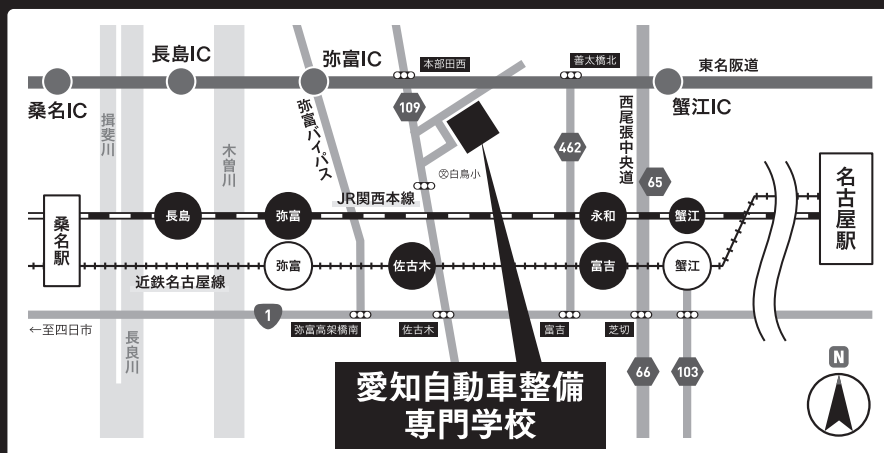 長島IC
弥富IC
本部田西
善太橋北
東名阪道
桑名IC
蟹江IC
揖斐川
木曽川
弥富バイパス
109
462
西尾張中央道
65
文白鳥小
JR関西本線
桑名駅
名古屋駅
長島
弥富
永和
蟹江
弥富
佐古木
富吉
蟹江
近鉄名古屋線
1
←至四日市
弥富高架橋南
佐古木
富吉
芝切
長良川
66
103
N
愛知自動車整備
専門学校